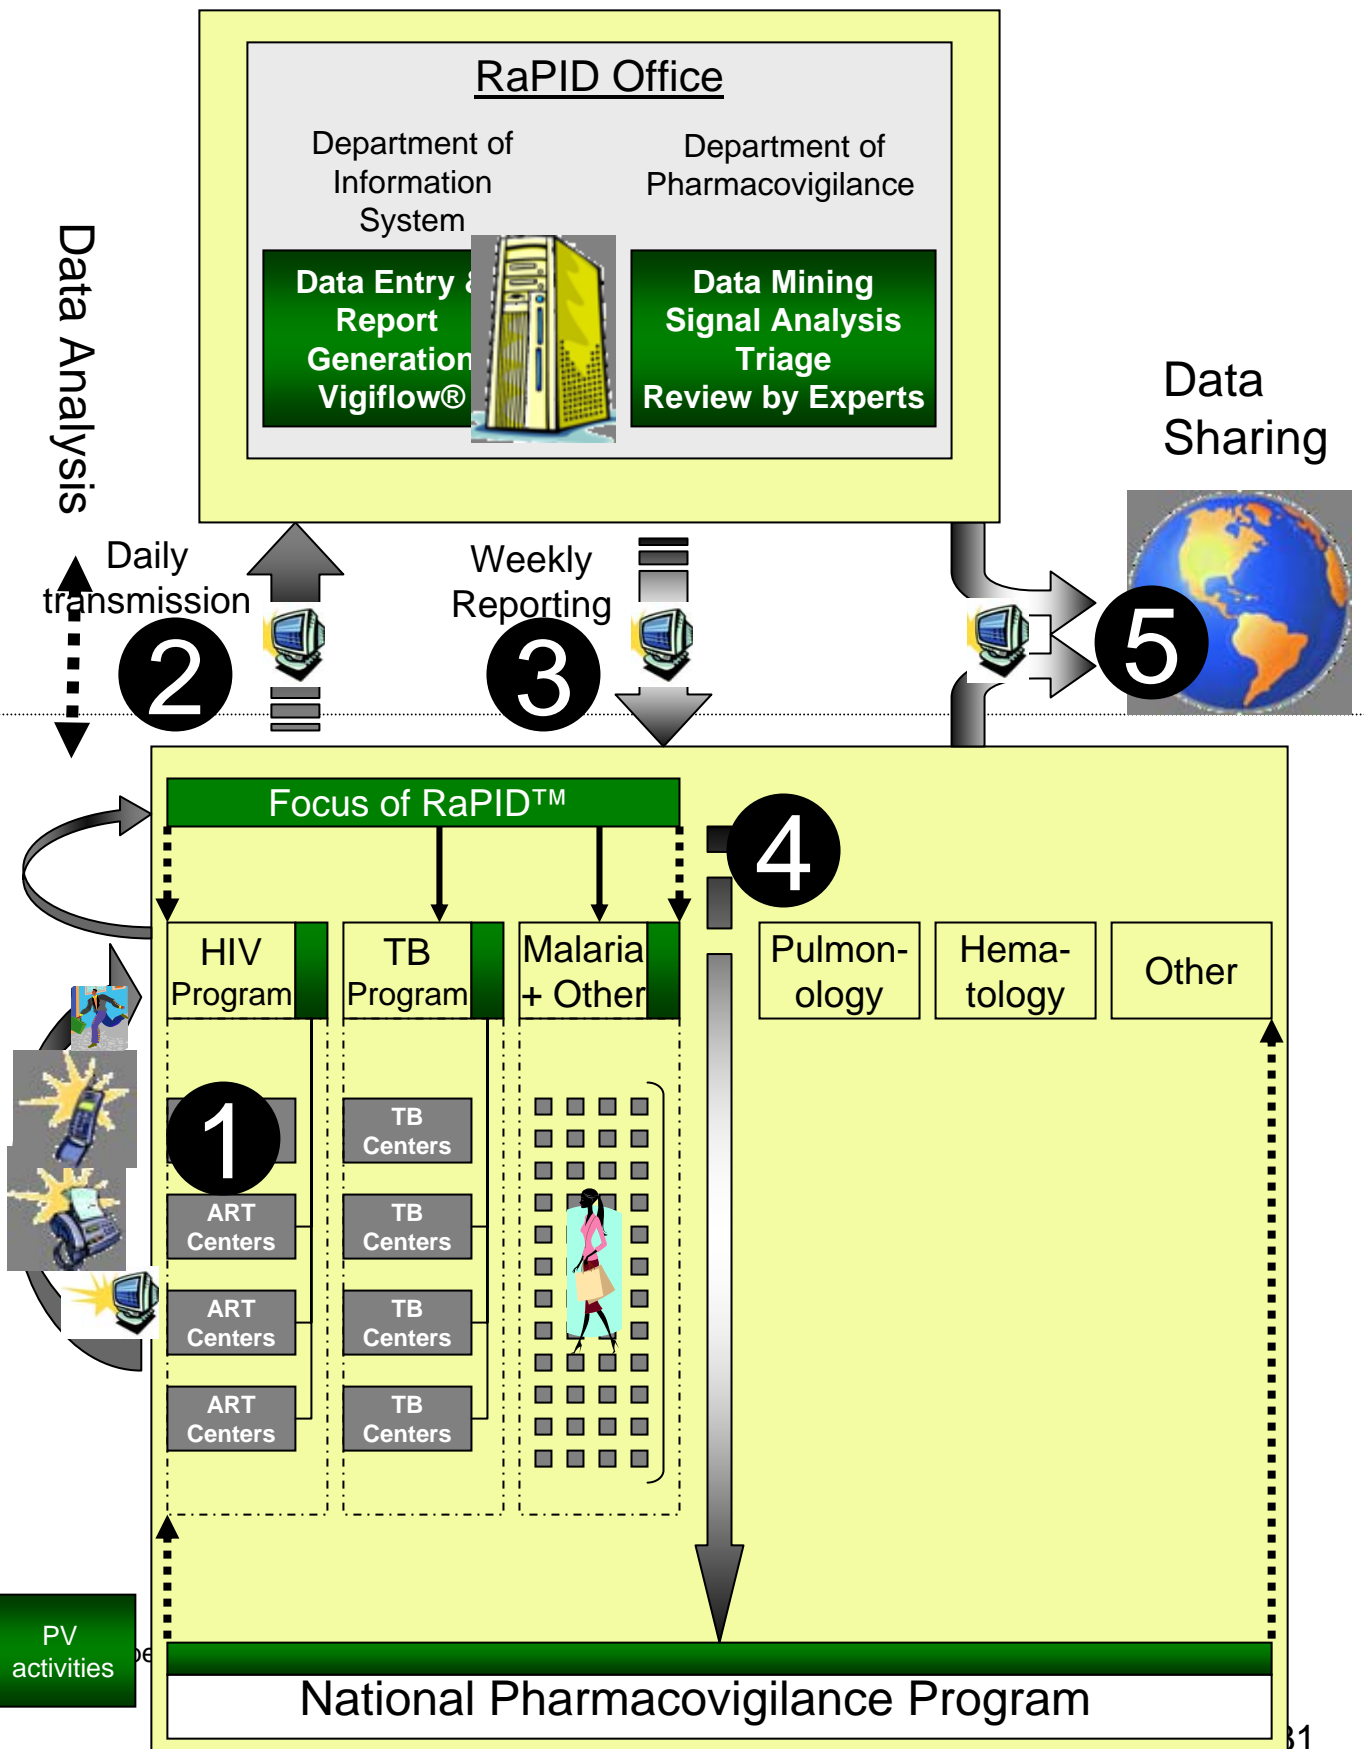 RaPID Office
Department of
Information
System
Department of
Pharmacovigilance
Data Entry &
Report
Generation
Vigiflow®
Data Mining
Signal Analysis
Triage
Review by Experts
Data Analysis
Data
Sharing
Daily
transmission
2
Weekly
Reporting
3
5
Focus of RaPID™
4
HIV
Program
TB
Program
Malaria
+ Other
Pulmon-
ology
Hema-
tology
Other
1
ART
Centers
ART
Centers
ART
Centers
TB
Centers
TB
Centers
TB
Centers
TB
Centers
PV
activities
National Pharmacovigilance Program
31